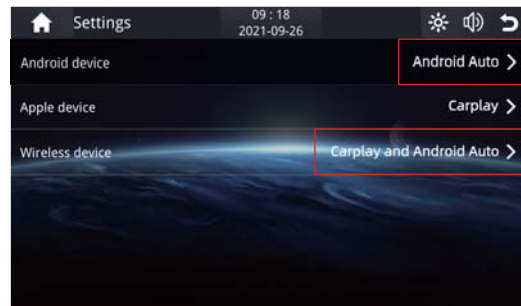 Settings
09 : 18
2021-09-26
Android device
Android Auto
Apple device
Carplay
Wireless device
Carplay and Android Auto